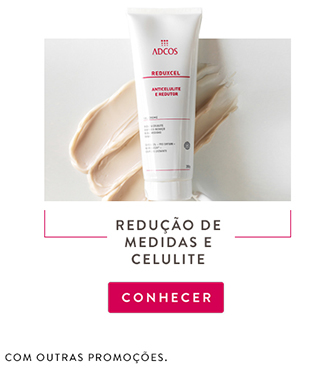 ADCOS
REDUXCEL
ANTICELULITE
E REDUTOR
REDUÇÃO DE
MEDIDAS E
CELULITE
CONHECER
COM OUTRAS PROMOÇÕES.